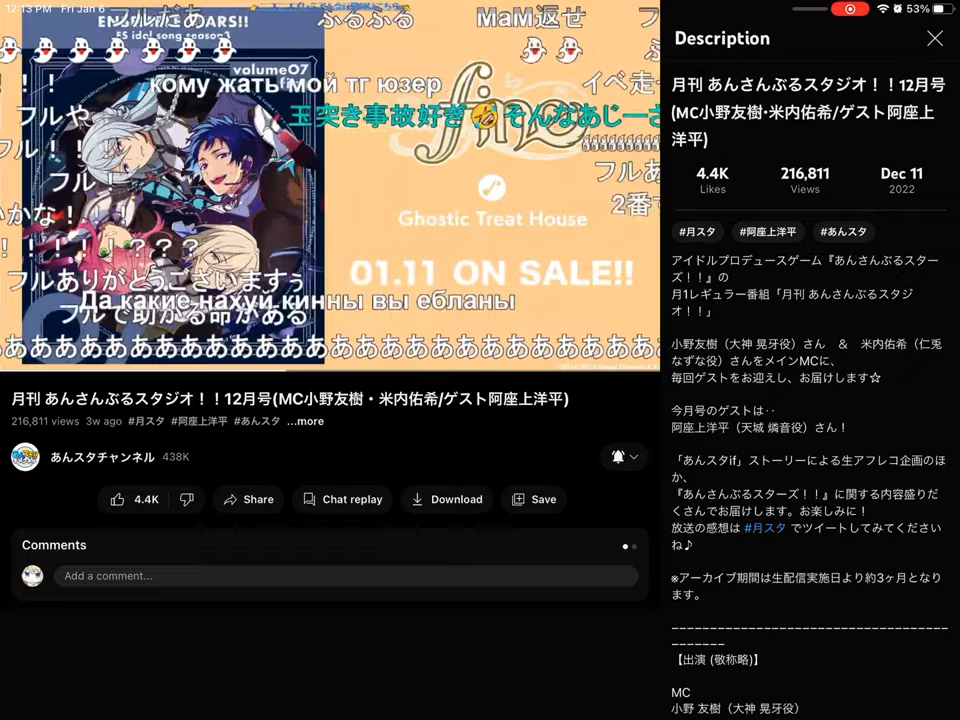 12:13 PM Fri Jan 6
53%
ENSEMBLE STARS!!
ES idol song season3
volume07
fine
フルだあ
ふるふる
MaM返せ
フ
кому жать мой тг юзер
イベ走
フルや
玉突き事故好ぎ🤣そんなあじーさ
フル！
フル！
フルあ
2番す
かな！！！
！！！！！？？？
Ghostic Treat House
01.11 ON SALE!!
フルありがとうございますぅ
Да какие нахуй кинны вы ебланы
フルで助かる命がある
ああああああああああああああああああああああああああああ
月刊 あんさんぶるスタジオ！！12月号(MC小野友樹・米内佑希/ゲスト阿座上洋平)
216,811 views 3w ago #月スタ #阿座上洋平 #あんスタ ...more
あんスタチャンネル 438K
4.4K
Share
Chat replay
Download
Save
Comments
Add a comment...
Description
月刊 あんさんぶるスタジオ！！12月号
(MC小野友樹・米内佑希/ゲスト阿座上
洋平)
4.4K 216,811 Dec 11
Likes Views 2022
#月スタ #阿座上洋平 #あんスタ
アイドルプロデュースゲーム『あんさんぶるスター
ズ！！』の
月1レギュラー番組「月刊 あんさんぶるスタジ
オ！！」
小野友樹（大神 晃牙役）さん ＆ 米内佑希（仁兎
なずな役）さんをメインMCに、
毎回ゲストをお迎えし、お届けします☆
今月号のゲストは‥
阿座上洋平（天城 燐音役）さん！
「あんスタif」ストーリーによる生アフレコ企画のほ
か、
『あんさんぶるスターズ！！』に関する内容盛りだ
くさんでお届けします。お楽しみに！
放送の感想は #月スタ でツイートしてみてください
ね♪
※アーカイブ期間は生配信実施日より約3ヶ月となり
ます。
【出演 (敬称略)】
MC
小野 友樹（大神 晃牙役）